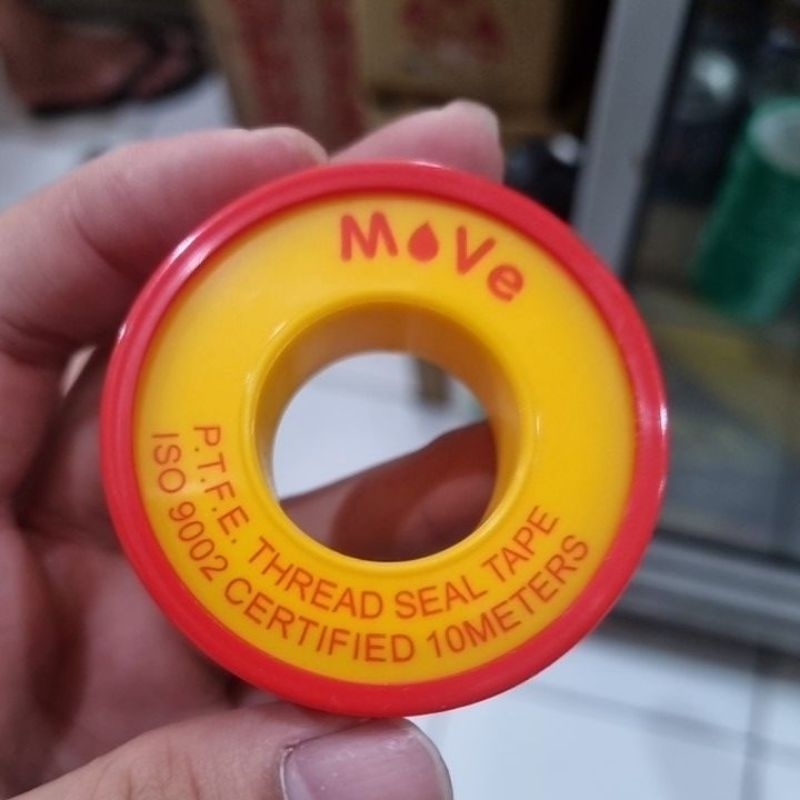 MoVe
P.T.F.E. THREAD SEAL TAPE
ISO 9002 CERTIFIED 10METERS